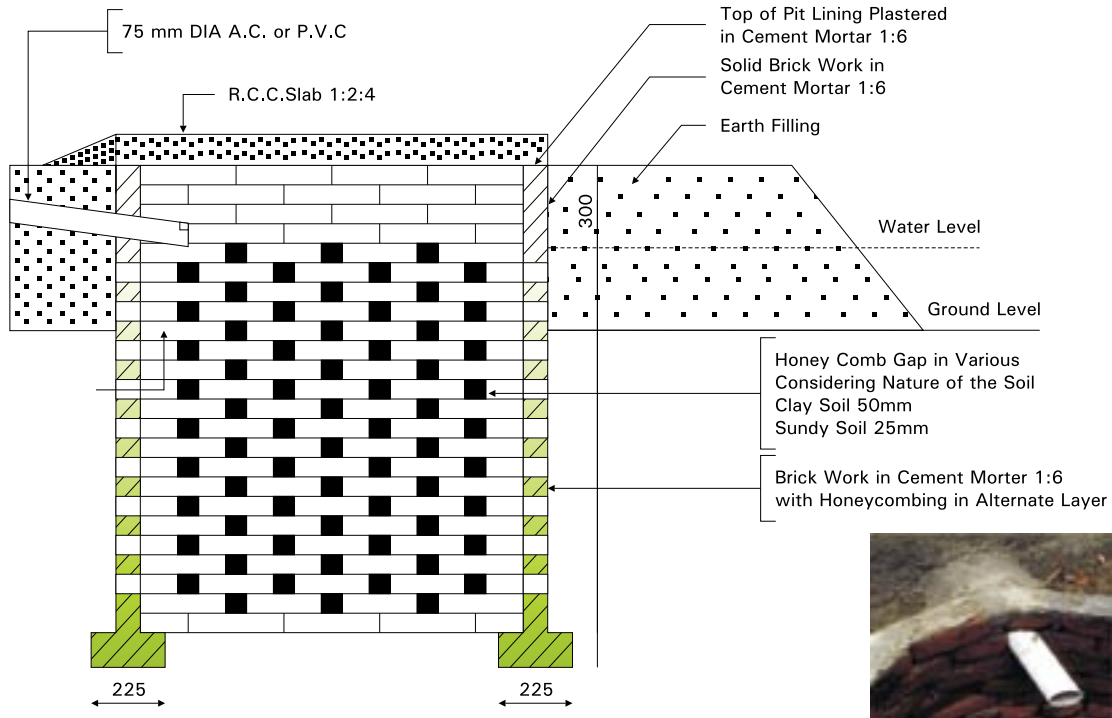 75 mm DIA A.C. or P.V.C
R.C.C.Slab 1:2:4
Top of Pit Lining Plastered
in Cement Mortar 1:6
Solid Brick Work in
Cement Mortar 1:6
Earth Filling
300
Water Level
Ground Level
Honey Comb Gap in Various
Considering Nature of the Soil
Clay Soil 50mm
Sundy Soil 25mm
Brick Work in Cement Morter 1:6
with Honeycombing in Alternate Layer
225
225